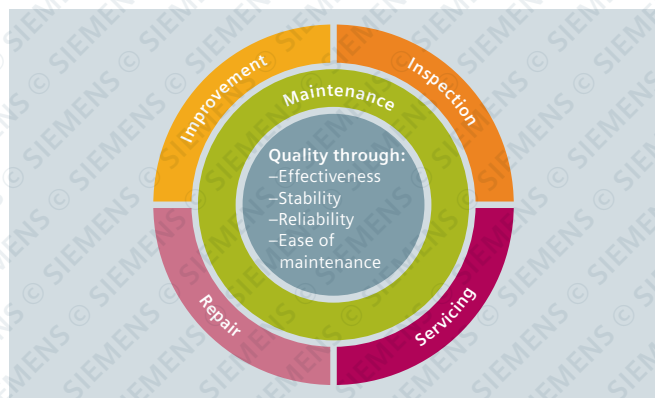 Improvement
Inspection
Maintenance
Quality through:
–Effectiveness
–Stability
–Reliability
–Ease of
maintenance
Repair
Servicing
© SIEMENS